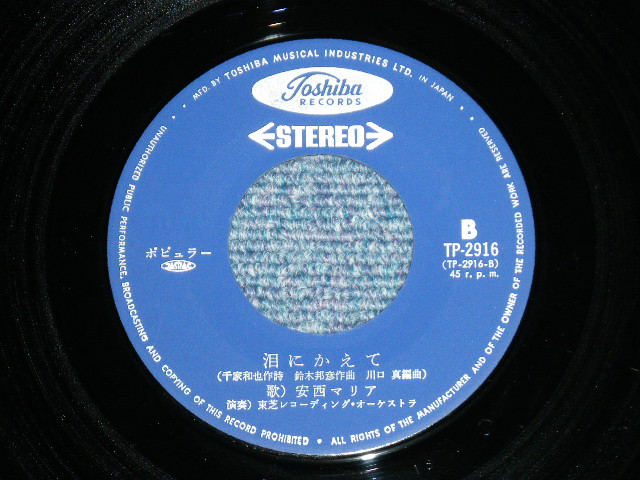 • MFD. BY TOSHIBA MUSICAL INDUSTRIES LTD. IN JAPAN •
Toshiba
RECORDS
STEREO
B
TP-2916
(TP-2916-B)
45 r.p.m.
ポピュラー
JASRAC
泪にかえて
(千家和也作詩 鈴木邦彦作曲 川口 真編曲)
歌) 安西マリア
演奏) 東芝レコーディング・オーケストラ
UNAUTHORIZED PUBLIC PERFORMANCE, BROADCASTING AND COPYING OF THIS RECORD PROHIBITED • ALL RIGHTS OF THE MANUFACTURER AND OF THE OWNER OF THE RECORDED WORK ARE RESERVED